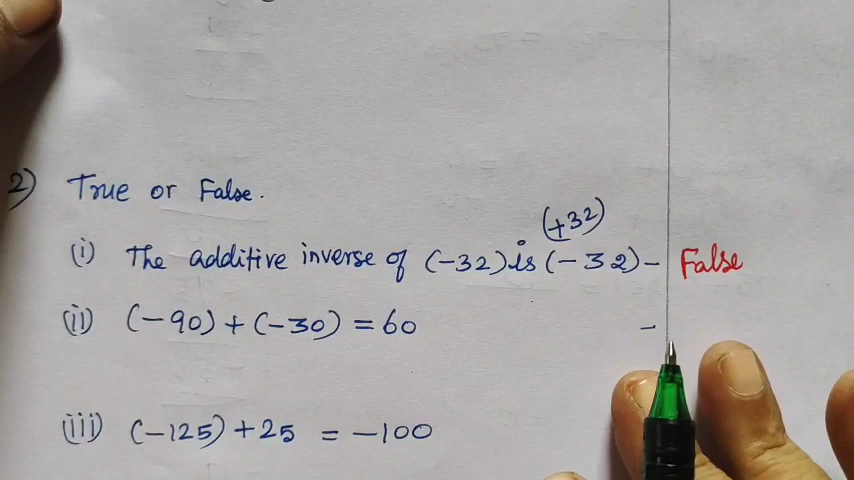 2) True or False.
(+32)
(i) The additive inverse of (-32) is (-32) - False
(ii) (-90) + (-30) = 60 -
(iii) (-125) + 25 = -100